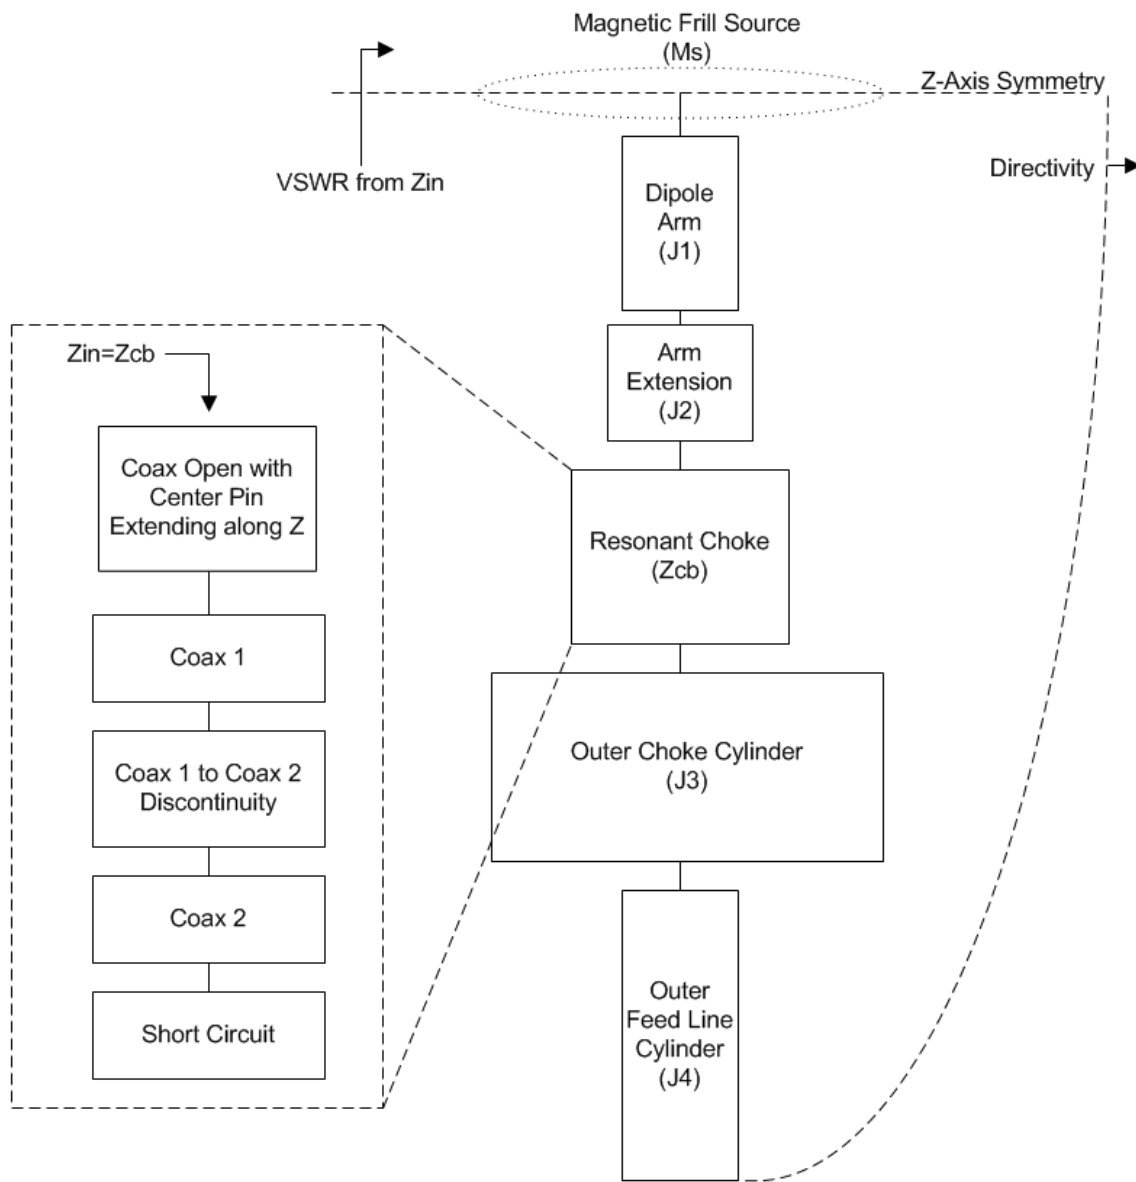 Magnetic Frill Source
(Ms)
Z-Axis Symmetry
VSWR from Zin
Directivity
Dipole
Arm
(J1)
Arm
Extension
(J2)
Resonant Choke
(Zcb)
Outer Choke Cylinder
(J3)
Outer
Feed Line
Cylinder
(J4)
Zin=Zcb
Coax Open with
Center Pin
Extending along Z
Coax 1
Coax 1 to Coax 2
Discontinuity
Coax 2
Short Circuit